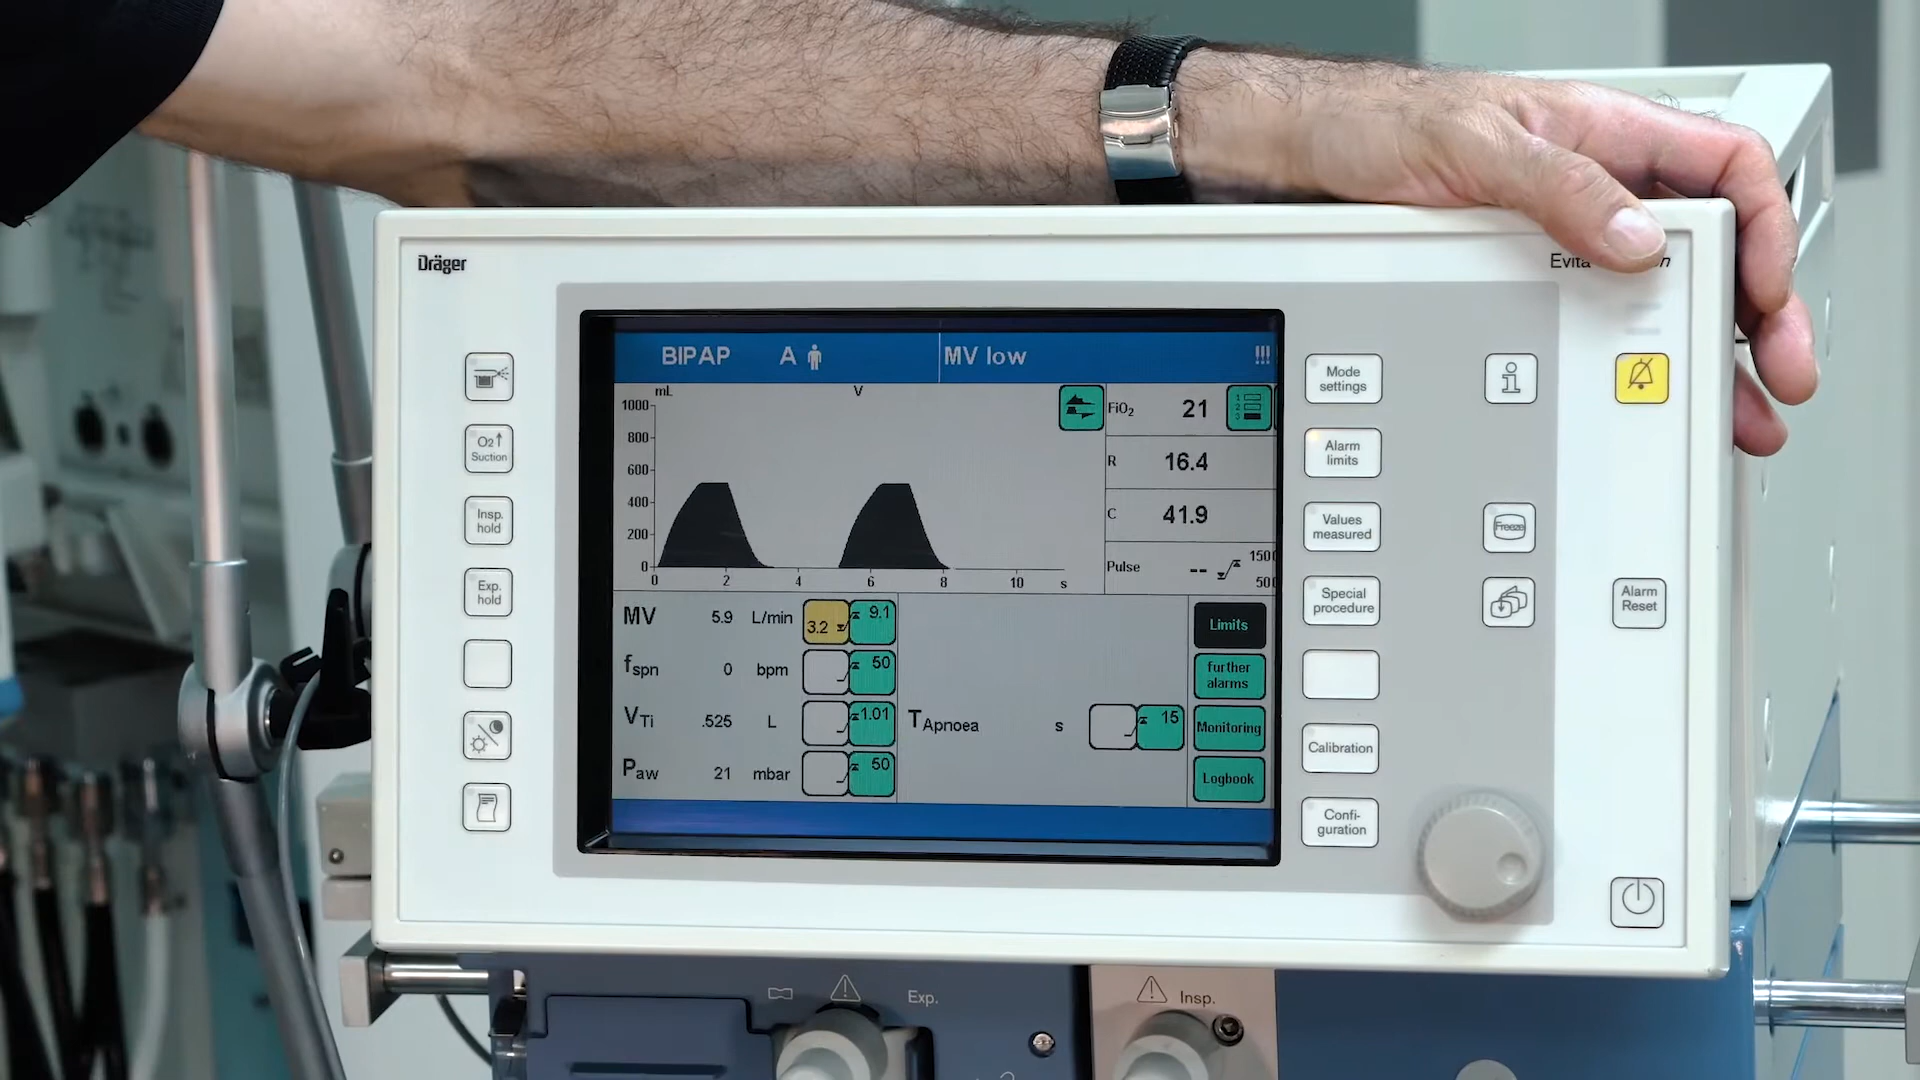 Dräger
Evita
BIPAP A MV low !!!
mL V
1000
800
600
400
200
0
0 2 4 6 8 10 s
FiO2 21
R 16.4
C 41.9
Pulse -- 150
50
1
2
3
MV 5.9 L/min 3.2 9.1
fspn 0 bpm 50
VTi .525 L 1.01
TApnoea s 15
Paw 21 mbar 50
Limits
further
alarms
Monitoring
Logbook
O2↑
Suction
Insp.
hold
Exp.
hold
Mode
settings
Alarm
limits
Values
measured
Special
procedure
Calibration
Confi-
guration
i
Freeze
Alarm
Reset
Exp.
Insp.